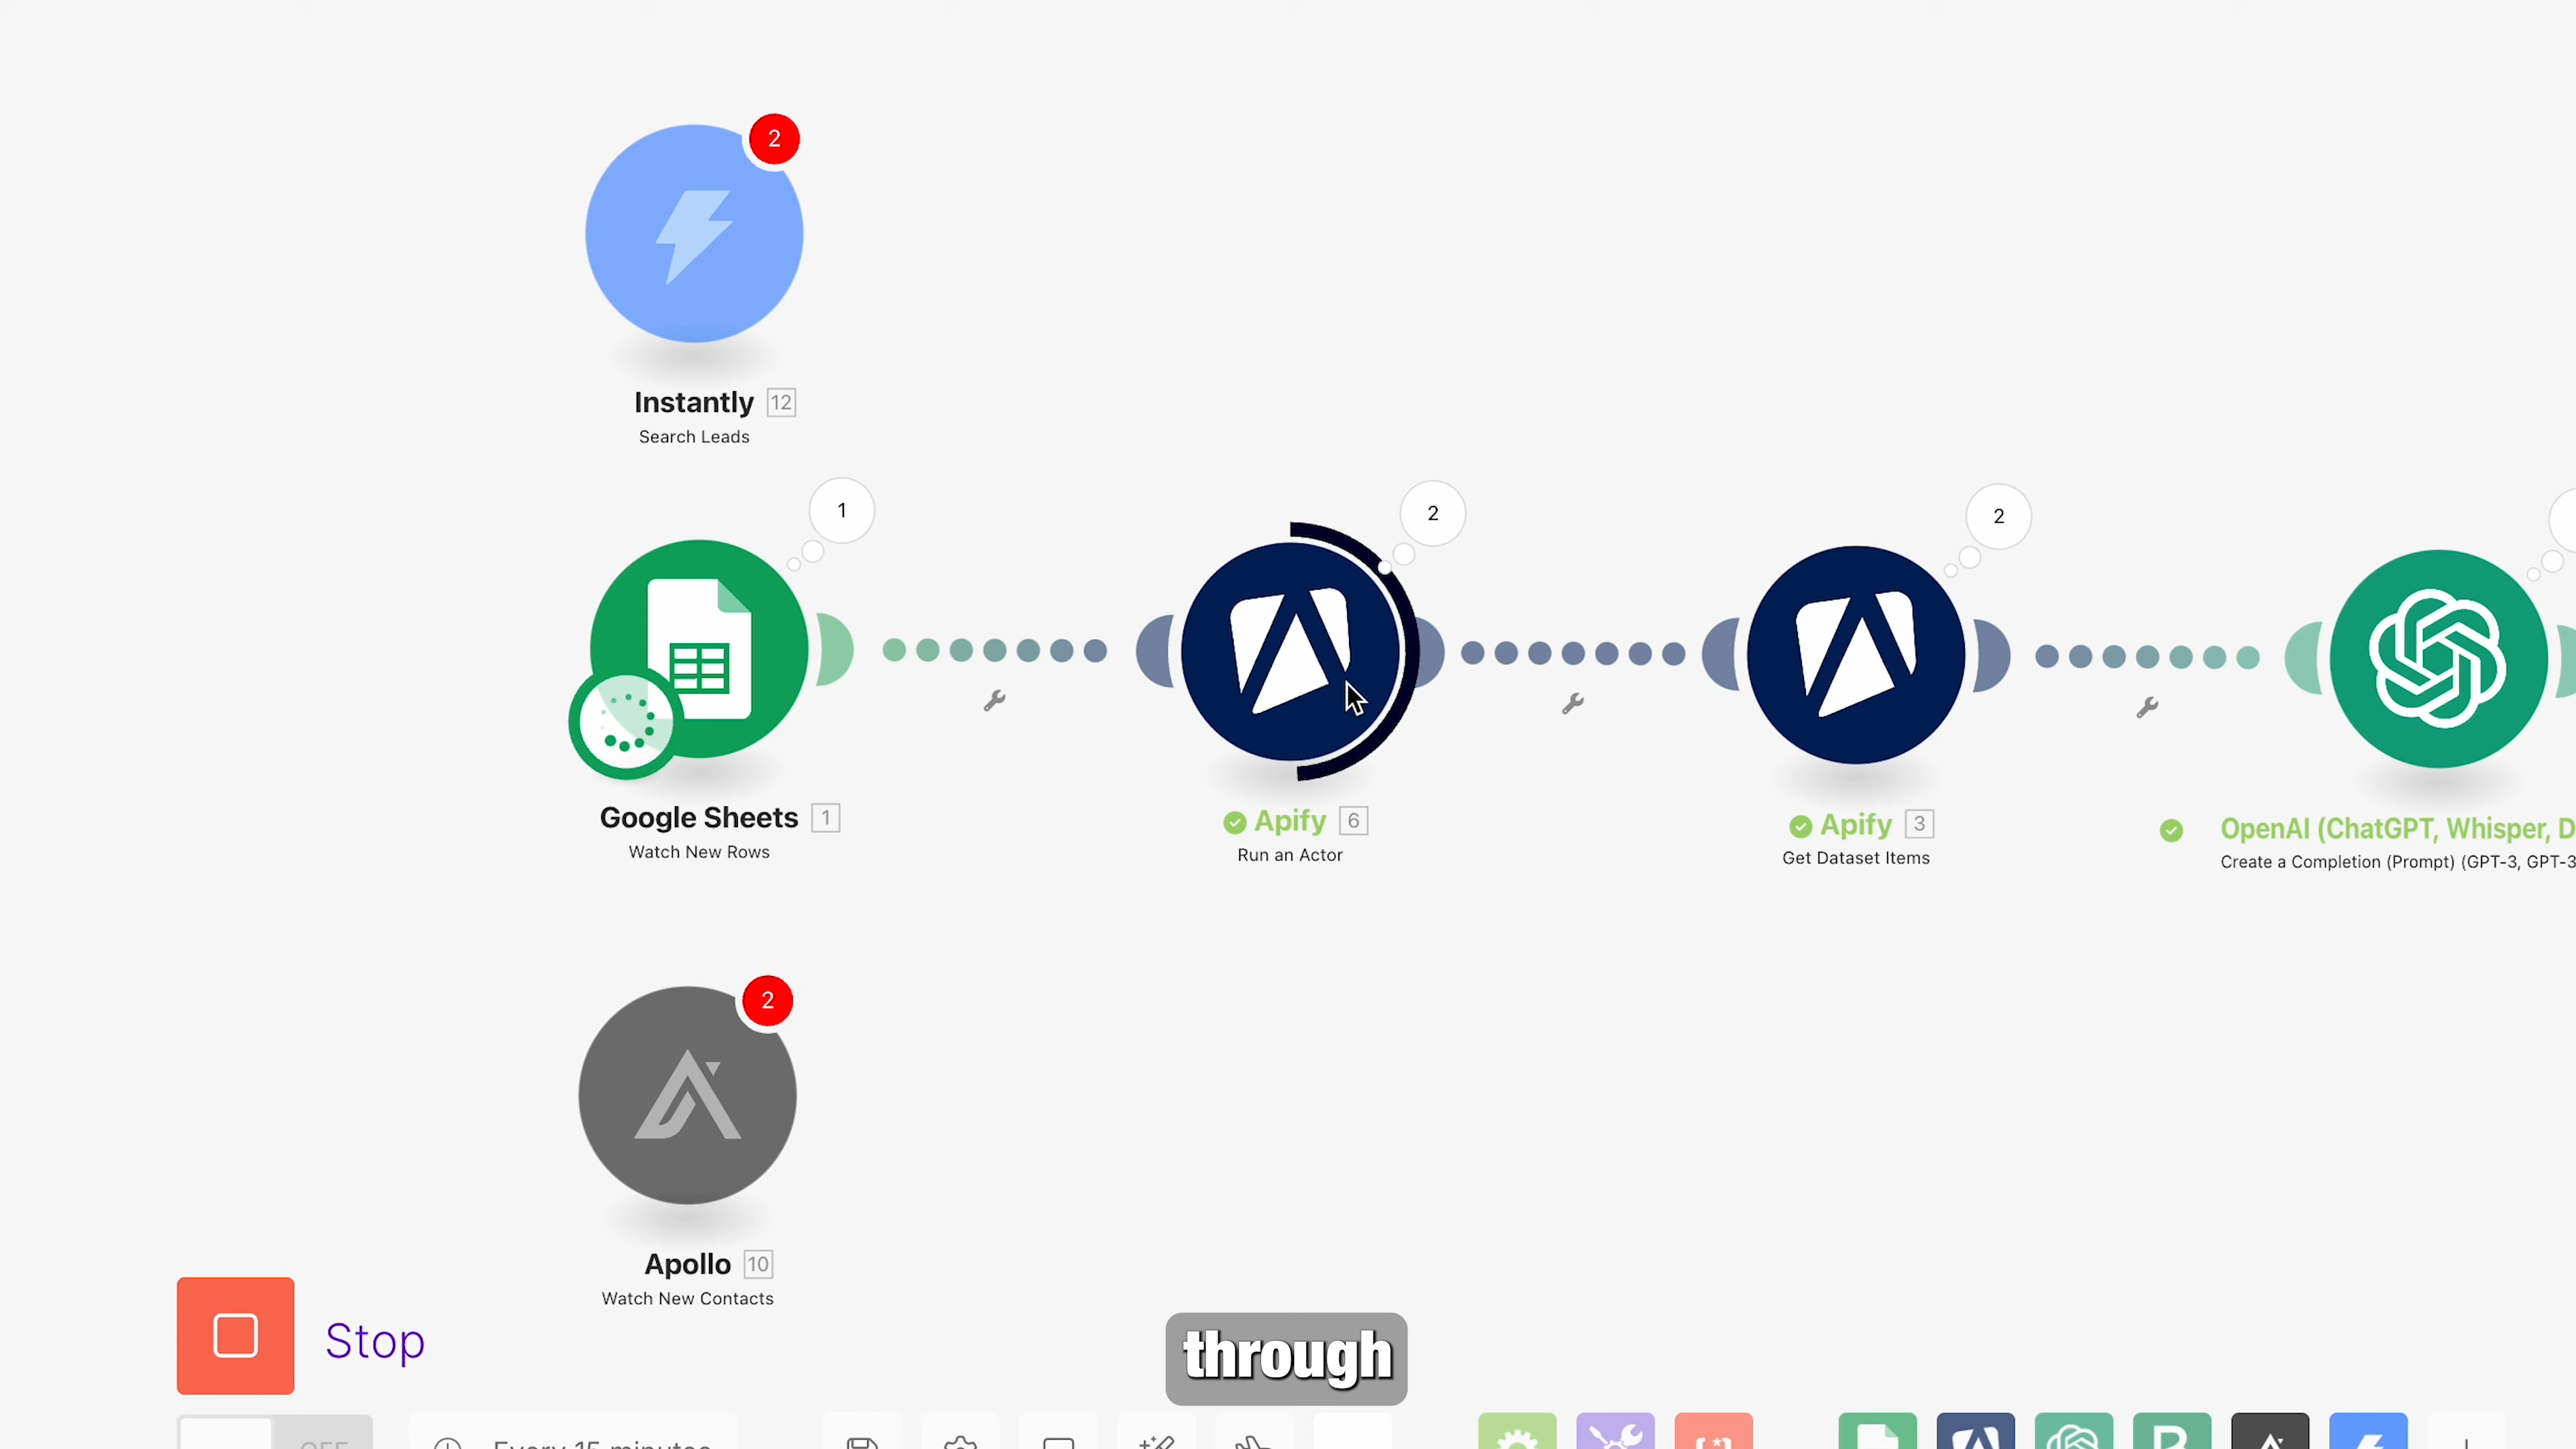 2
Instantly 12
Search Leads
1
2
2
Google Sheets 1
Watch New Rows
Apify 6
Run an Actor
Apify 3
Get Dataset Items
OpenAI (ChatGPT, Whisper, D
Create a Completion (Prompt) (GPT-3, GPT-3
2
Apollo 10
Watch New Contacts
Stop
through
OFF
Every 15 minutes